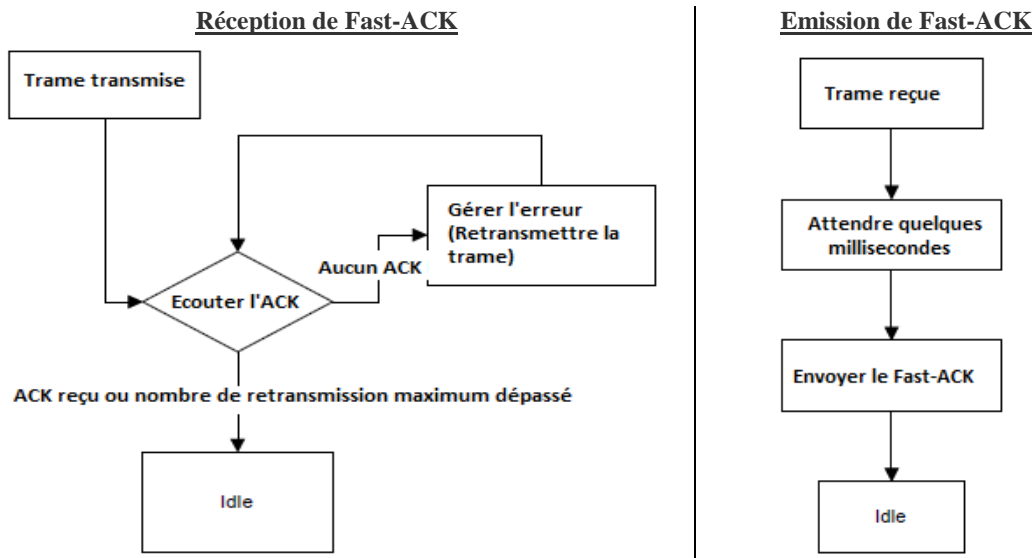 Réception de Fast-ACK
Trame transmise
Gérer l'erreur
(Retransmettre la
trame)
Aucun ACK
Ecouter l'ACK
ACK reçu ou nombre de retransmission maximum dépassé
Idle
Emission de Fast-ACK
Trame reçue
Attendre quelques
millisecondes
Envoyer le Fast-ACK
Idle